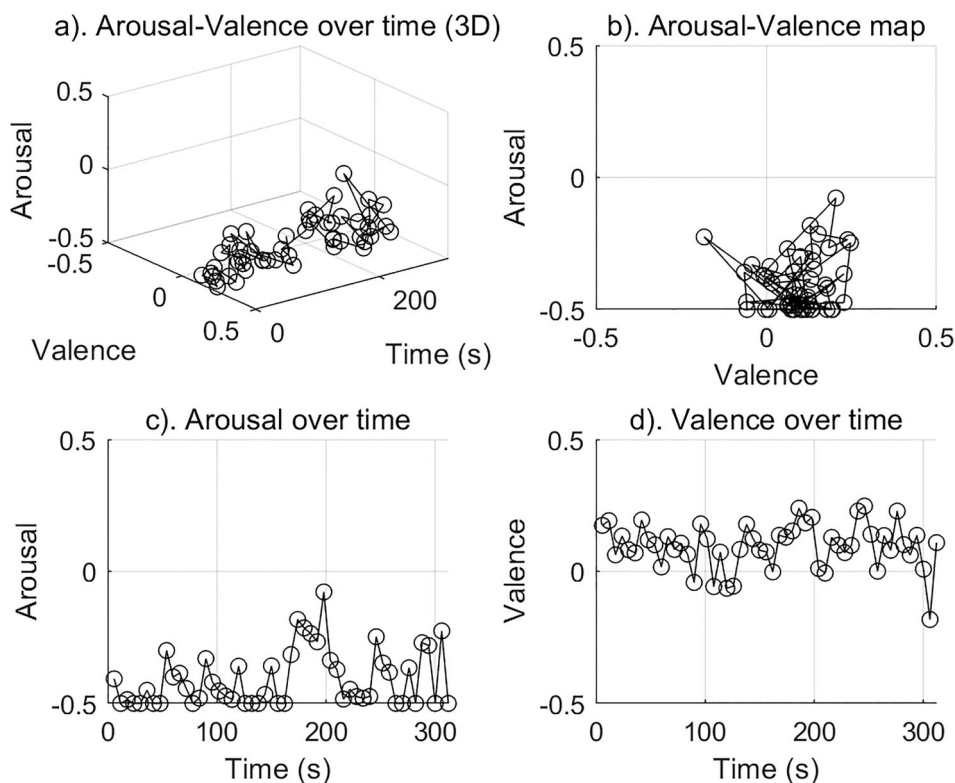 a). Arousal-Valence over time (3D)
0.5
0
-0.5
-0.5
0
0.5
0
200
Arousal
Valence
Time (s)
b). Arousal-Valence map
0.5
0
-0.5
-0.5
0
0.5
Arousal
Valence
c). Arousal over time
0.5
0
-0.5
0
100
200
300
Arousal
Time (s)
d). Valence over time
0.5
0
-0.5
0
100
200
300
Valence
Time (s)